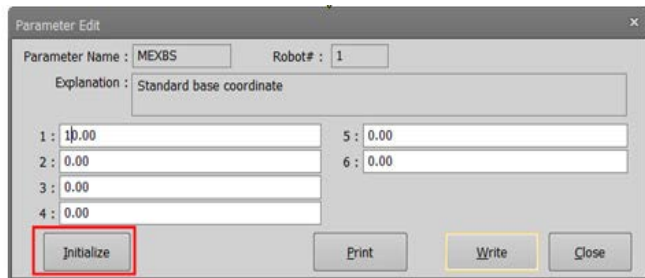 Parameter Edit
Parameter Name : MEXBS Robot# : 1
Explanation : Standard base coordinate
1 : 10.00 5 : 0.00
2 : 0.00 6 : 0.00
3 : 0.00
4 : 0.00
Initialize Print Write Close